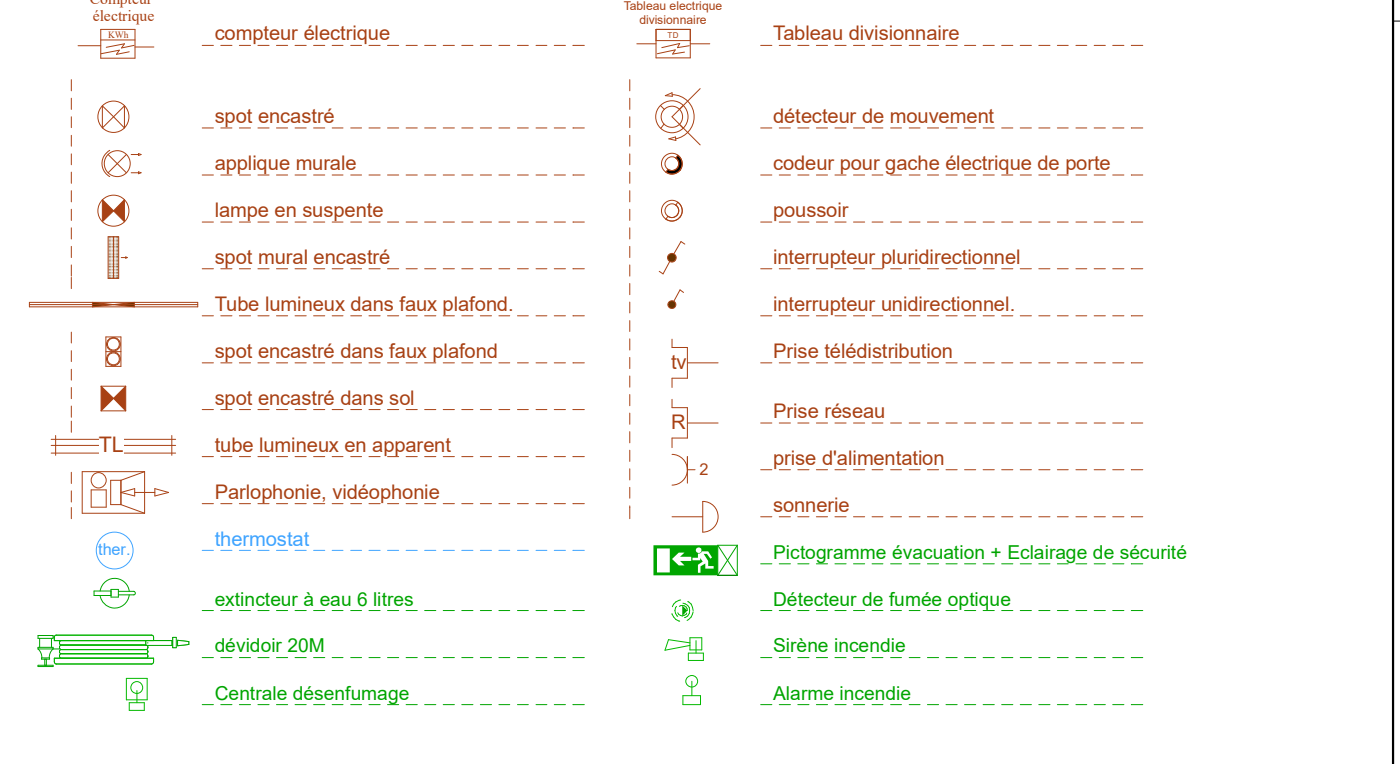 Compteur
électrique
KWh
compteur électrique
spot encastré
applique murale
lampe en suspente
spot mural encastré
Tube lumineux dans faux plafond.
spot encastré dans faux plafond
spot encastré dans sol
TL
tube lumineux en apparent
Parlophonie, vidéophonie
ther.
thermostat
extincteur à eau 6 litres
dévidoir 20M
Centrale désenfumage
Tableau electrique
divisionnaire
TD
Tableau divisionnaire
détecteur de mouvement
codeur pour gache électrique de porte
poussoir
interrupteur pluridirectionnel
interrupteur unidirectionnel.
tv
Prise télédistribution
R
Prise réseau
2
prise d'alimentation
sonnerie
Pictogramme évacuation + Eclairage de sécurité
Détecteur de fumée optique
Sirène incendie
Alarme incendie